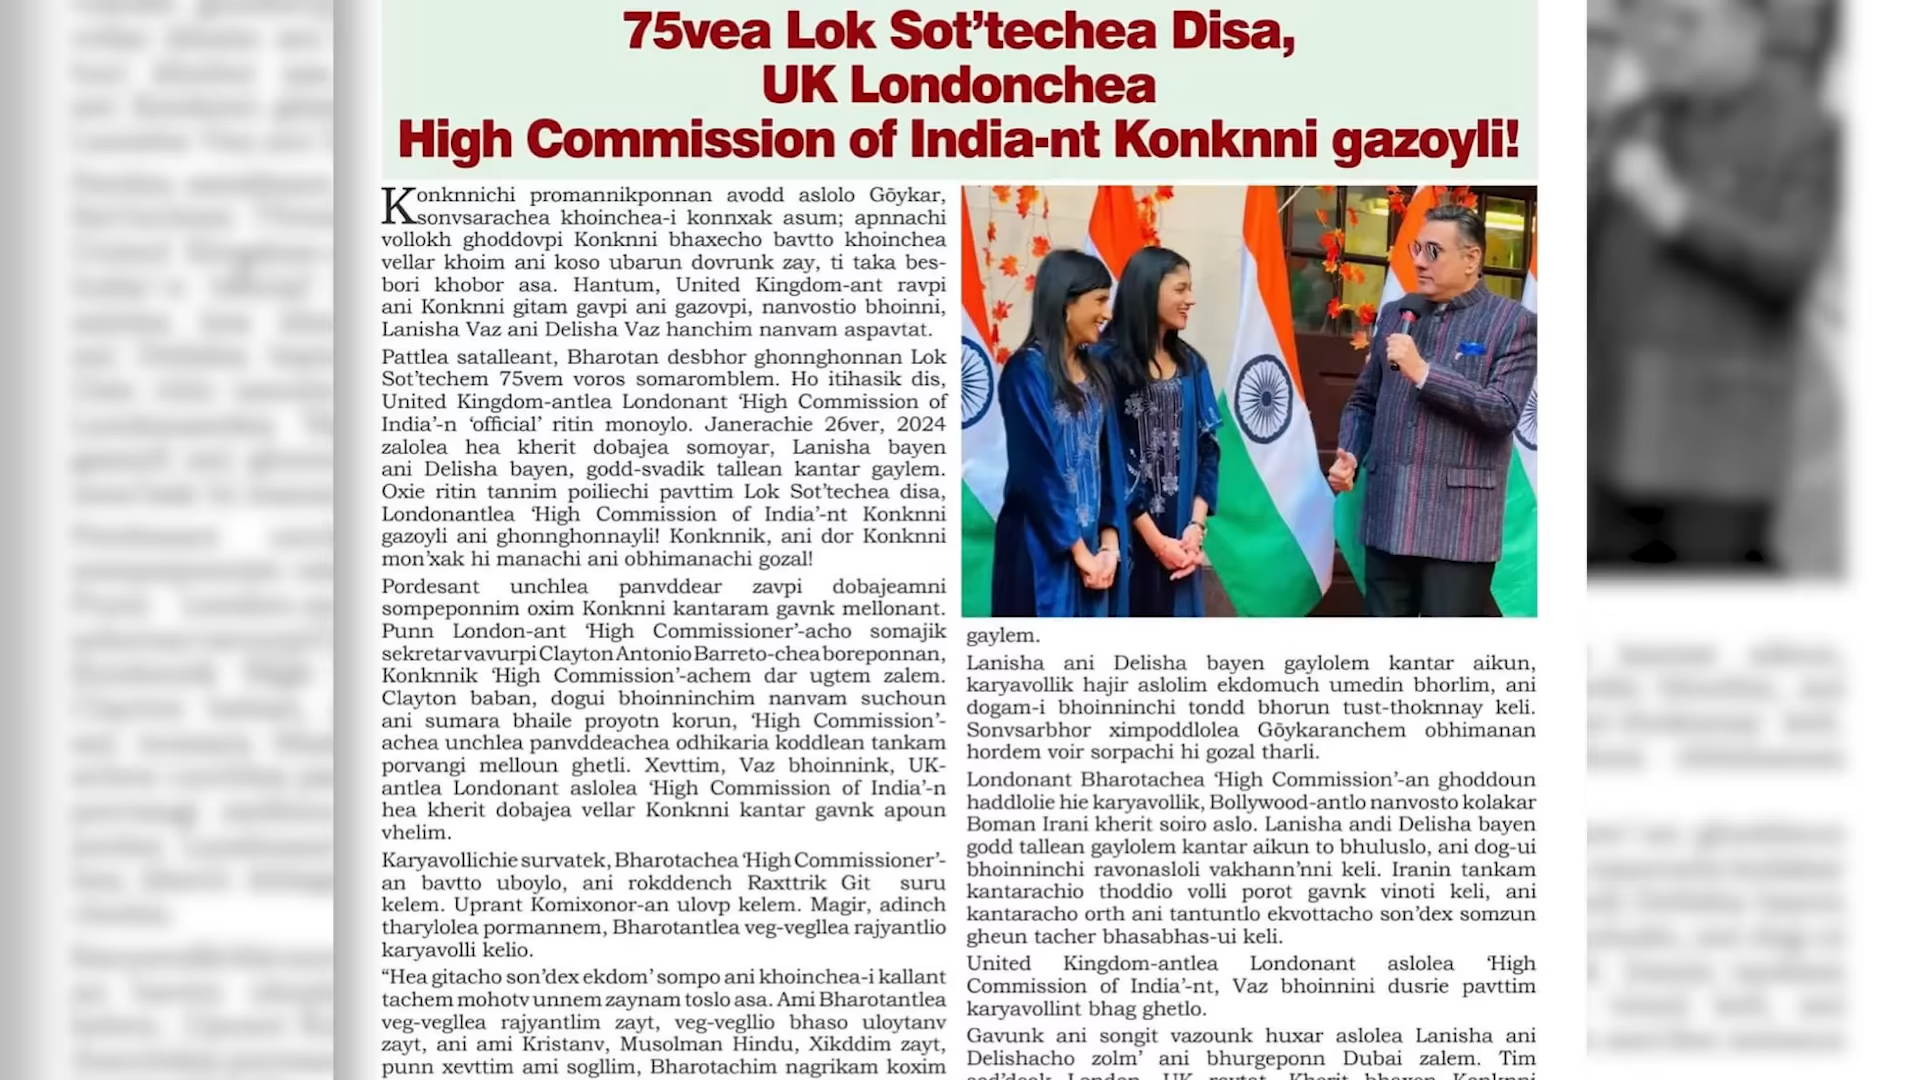 75vea Lok Sot’techea Disa,
UK Londonchea
High Commission of India-nt Konknni gazoyli!
Konknnichi promannikponnan avodd aslolo Gõykar,
sonvsarachea khoinchea-i konnxak asum; apnnachi
vollokh ghoddovpi Konknni bhaxecho bavtto khoinchea
vellar khoim ani koso ubarun dovrunk zay, ti taka bes-
bori khobor asa. Hantum, United Kingdom-ant ravpi
ani Konknni gitam gavpi ani gazovpi, nanvostio bhoinni,
Lanisha Vaz ani Delisha Vaz hanchim nanvam aspavtat.
Pattlea satalleant, Bharotan desbhor ghonnghonnan Lok
Sot’techem 75vem voros somaromblem. Ho itihasik dis,
United Kingdom-antlea Londonant ‘High Commission of
India’-n ‘official’ ritin monoylo. Janerachie 26ver, 2024
zalolea hea kherit dobajea somoyar, Lanisha bayen
ani Delisha bayen, godd-svadik tallean kantar gaylem.
Oxie ritin tannim poiliechi pavttim Lok Sot’techea disa,
Londonantlea ‘High Commission of India’-nt Konknni
gazoyli ani ghonnghonnayli! Konknnik, ani dor Konknni
mon’xak hi manachi ani obhimanachi gozal!
Pordesant unchlea panvddear zavpi dobajeamni
sompeponnim oxim Konknni kantaram gavnk mellonant.
Punn London-ant ‘High Commissioner’-acho somajik
sekretar vavurpi Clayton Antonio Barreto-chea boreponnan,
Konknnik ‘High Commission’-achem dar ugtem zalem.
Clayton baban, dogui bhoinninchim nanvam suchoun
ani sumara bhaile proyotn korun, ‘High Commission’-
achea unchlea panvddeachea odhikaria koddlean tankam
porvangi melloun ghetli. Xevttim, Vaz bhoinnink, UK-
antlea Londonant aslolea ‘High Commission of India’-n
hea kherit dobajea vellar Konknni kantar gavnk apoun
vhelim.
Karyavollichie survatek, Bharotachea ‘High Commissioner’-
an bavtto uboylo, ani rokddench Raxttrik Git suru
kelem. Uprant Komixonor-an ulovp kelem. Magir, adinch
tharylolea pormannem, Bharotantlea veg-vegllea rajyantlio
karyavolli kelio.
“Hea gitacho son’dex ekdom’ sompo ani khoinchea-i kallant
tachem mohotv unnem zaynam toslo asa. Ami Bharotantlea
veg-vegllea rajyantlim zayt, veg-vegllio bhaso uloytanv
zayt, ani ami Kristanv, Musolman Hindu, Xikddim zayt,
punn xevttim ami sogllim, Bharotachim nagrikam koxim
gaylem.
Lanisha ani Delisha bayen gaylolem kantar aikun,
karyavollik hajir aslolim ekdomuch umedin bhorlim, ani
dogam-i bhoinninchi tondd bhorun tust-thoknnay keli.
Sonvsarbhor ximpoddlolea Gõykaranchem obhimanan
hordem voir sorpachi hi gozal tharli.
Londonant Bharotachea ‘High Commission’-an ghoddoun
haddlolie hie karyavollik, Bollywood-antlo nanvosto kolakar
Boman Irani kherit soiro aslo. Lanisha andi Delisha bayen
godd tallean gaylolem kantar aikun to bhuluslo, ani dog-ui
bhoinninchi ravonasloli vakhann’nni keli. Iranin tankam
kantarachio thoddio volli porot gavnk vinoti keli, ani
kantaracho orth ani tantuntlo ekvottacho son’dex somzun
gheun tacher bhasabhas-ui keli.
United Kingdom-antlea Londonant aslolea ‘High
Commission of India’-nt, Vaz bhoinnini dusrie pavttim
karyavollint bhag ghetlo.
Gavunk ani songit vazounk huxar aslolea Lanisha ani
Delishacho zolm’ ani bhurgeponn Dubai zalem. Tim